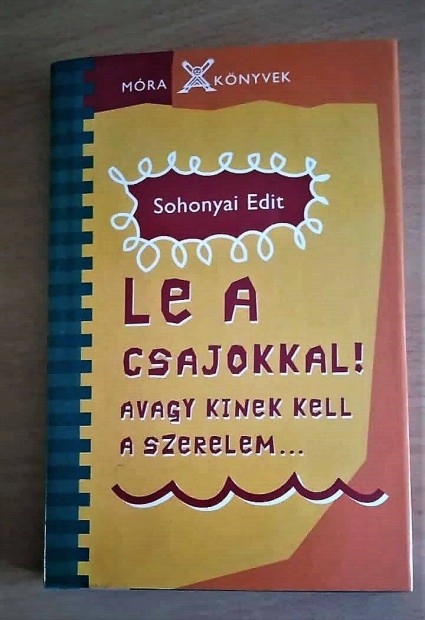 MÓRA KÖNYVEK
Sohonyai Edit
Le a
csajokkal!
avagy kinek kell
a szerelem...